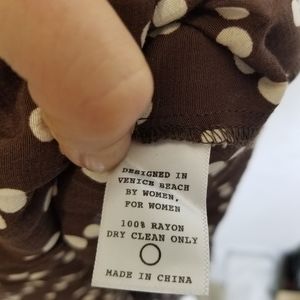 DESIGNED IN
VENICE BEACH
BY WOMEN,
FOR WOMEN
100% RAYON
DRY CLEAN ONLY
MADE IN CHINA